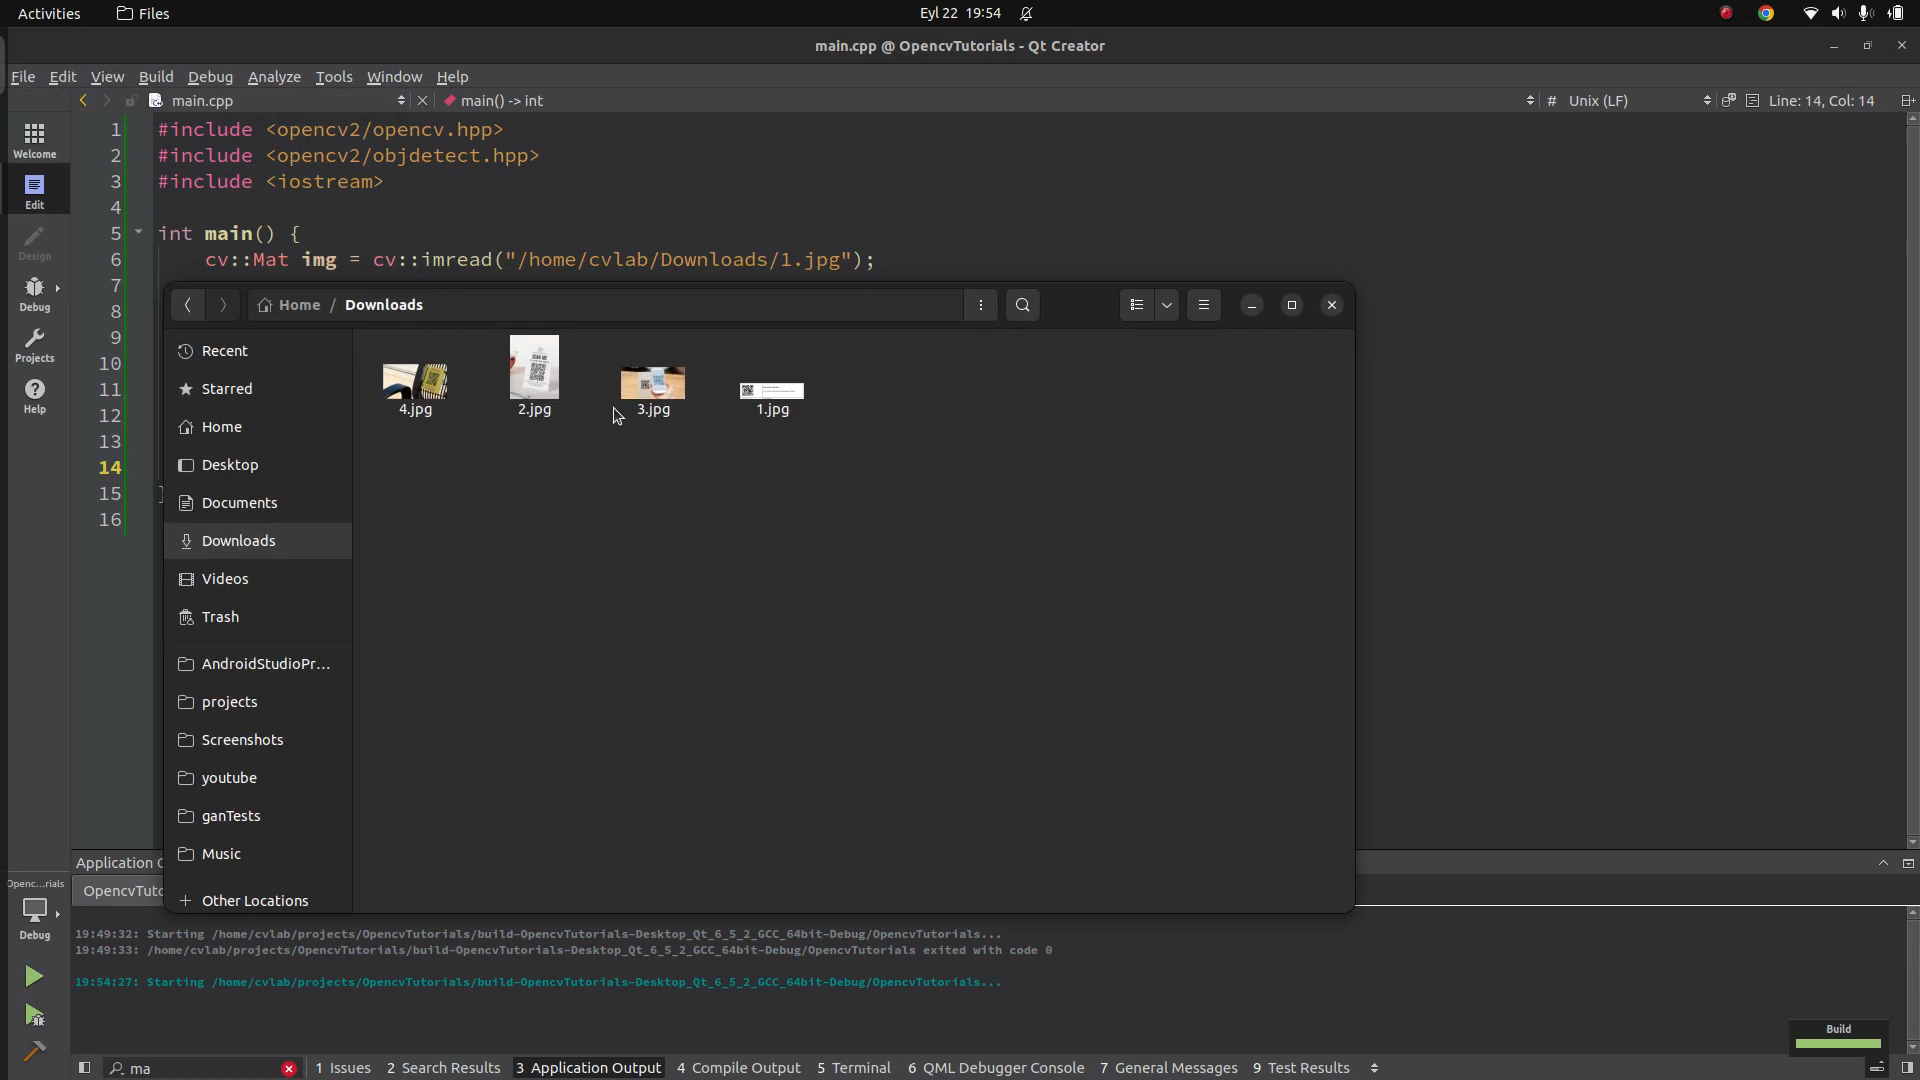 Activities Files Eyl 22 19:54
main.cpp @ OpencvTutorials - Qt Creator
File Edit View Build Debug Analyze Tools Window Help
main.cpp main() -> int # Unix (LF) Line: 14, Col: 14
Welcome
Edit
Design
Debug
Projects
Help
1 #include <opencv2/opencv.hpp>
2 #include <opencv2/objdetect.hpp>
3 #include <iostream>
4
5 int main() {
6 cv::Mat img = cv::imread("/home/cvlab/Downloads/1.jpg");
7
8
9
10
11
12
13
14
15 }
16
Home / Downloads
Recent
Starred
Home
Desktop
Documents
Downloads
Videos
Trash
AndroidStudioPr...
projects
Screenshots
youtube
ganTests
Music
Other Locations
SCAN ME
4.jpg 2.jpg 3.jpg 1.jpg
Application O
OpencvTuto
19:49:32: Starting /home/cvlab/projects/OpencvTutorials/build-OpencvTutorials-Desktop_Qt_6_5_2_GCC_64bit-Debug/OpencvTutorials...
19:49:33: /home/cvlab/projects/OpencvTutorials/build-OpencvTutorials-Desktop_Qt_6_5_2_GCC_64bit-Debug/OpencvTutorials exited with code 0
19:54:27: Starting /home/cvlab/projects/OpencvTutorials/build-OpencvTutorials-Desktop_Qt_6_5_2_GCC_64bit-Debug/OpencvTutorials...
Openc...rials
Debug
Build
ma 1 Issues 2 Search Results 3 Application Output 4 Compile Output 5 Terminal 6 QML Debugger Console 7 General Messages 9 Test Results